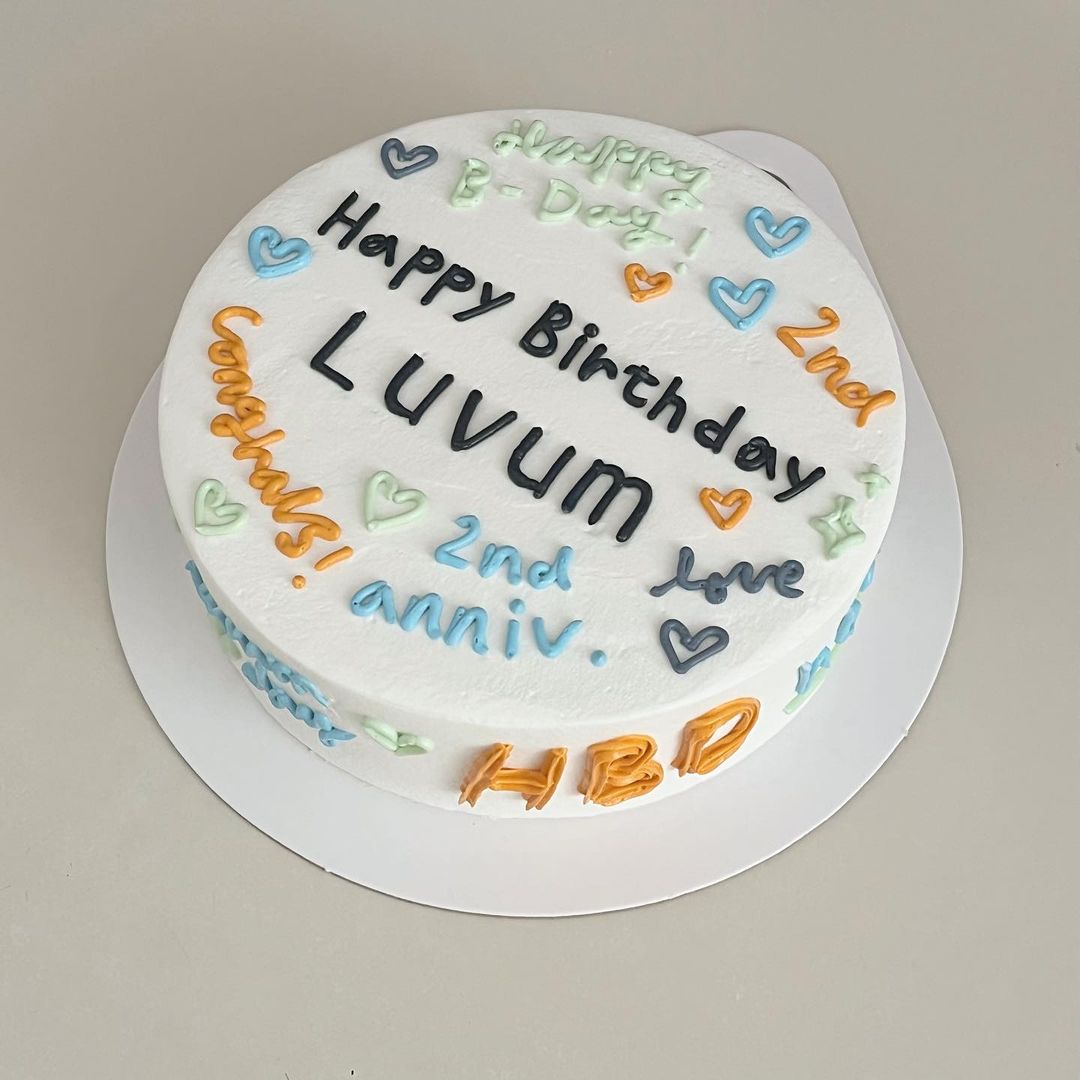 Happy
B-Day!
Happy Birthday
Luvum
2nd
Congrats!
2nd
anniv.
love
HBD